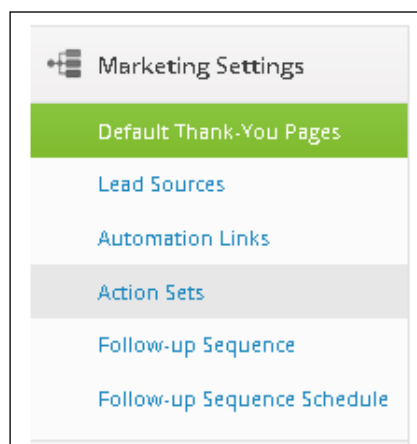 Marketing Settings
Default Thank-You Pages
Lead Sources
Automation Links
Action Sets
Follow-up Sequence
Follow-up Sequence Schedule